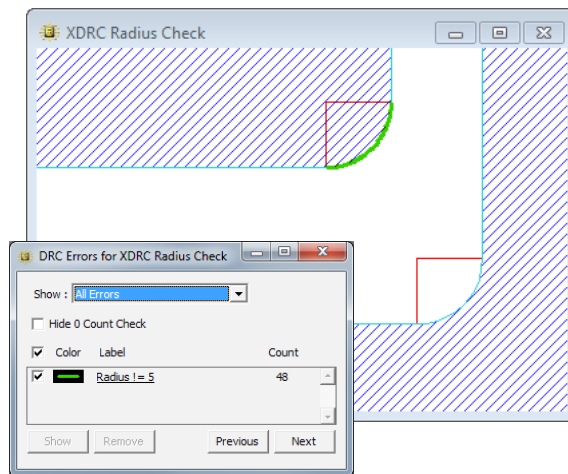 XDRC Radius Check
DRC Errors for XDRC Radius Check
Show : All Errors
Hide 0 Count Check
Color Label Count
Radius != 5 48
Show Remove Previous Next